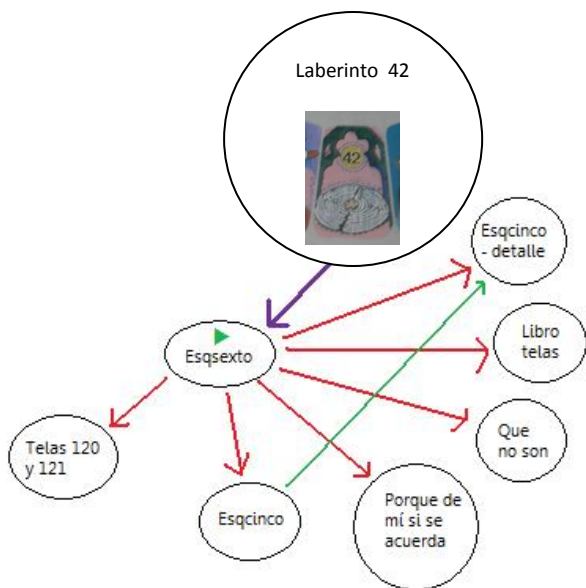 Laberinto 42
42
Esqcinco
- detalle
Esqsexto
Libro
telas
Que
no son
Telas 120
y 121
Esqcinco
Porque de
mí si se
acuerda